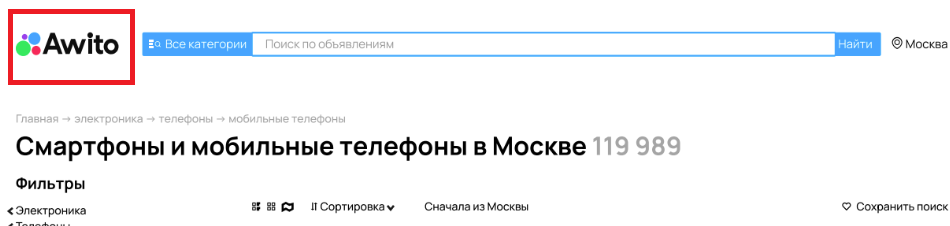 Awito
Все категории Поиск по объявлениям Найти Москва
Главная → электроника → телефоны → мобильные телефоны
Смартфоны и мобильные телефоны в Москве 119 989
Фильтры
Электроника Сортировка Сначала из Москвы Сохранить поиск
Телефоны